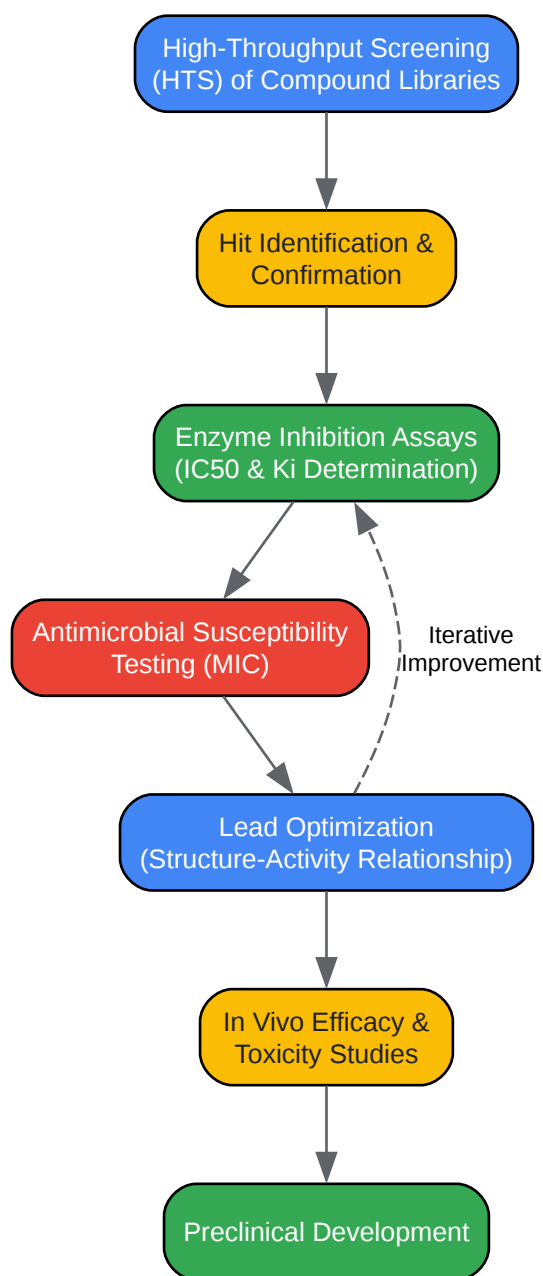 High-Throughput Screening
(HTS) of Compound Libraries
Hit Identification &
Confirmation
Enzyme Inhibition Assays
(IC50 & Ki Determination)
Antimicrobial Susceptibility
Testing (MIC)
Iterative
Improvement
Lead Optimization
(Structure-Activity Relationship)
In Vivo Efficacy &
Toxicity Studies
Preclinical Development